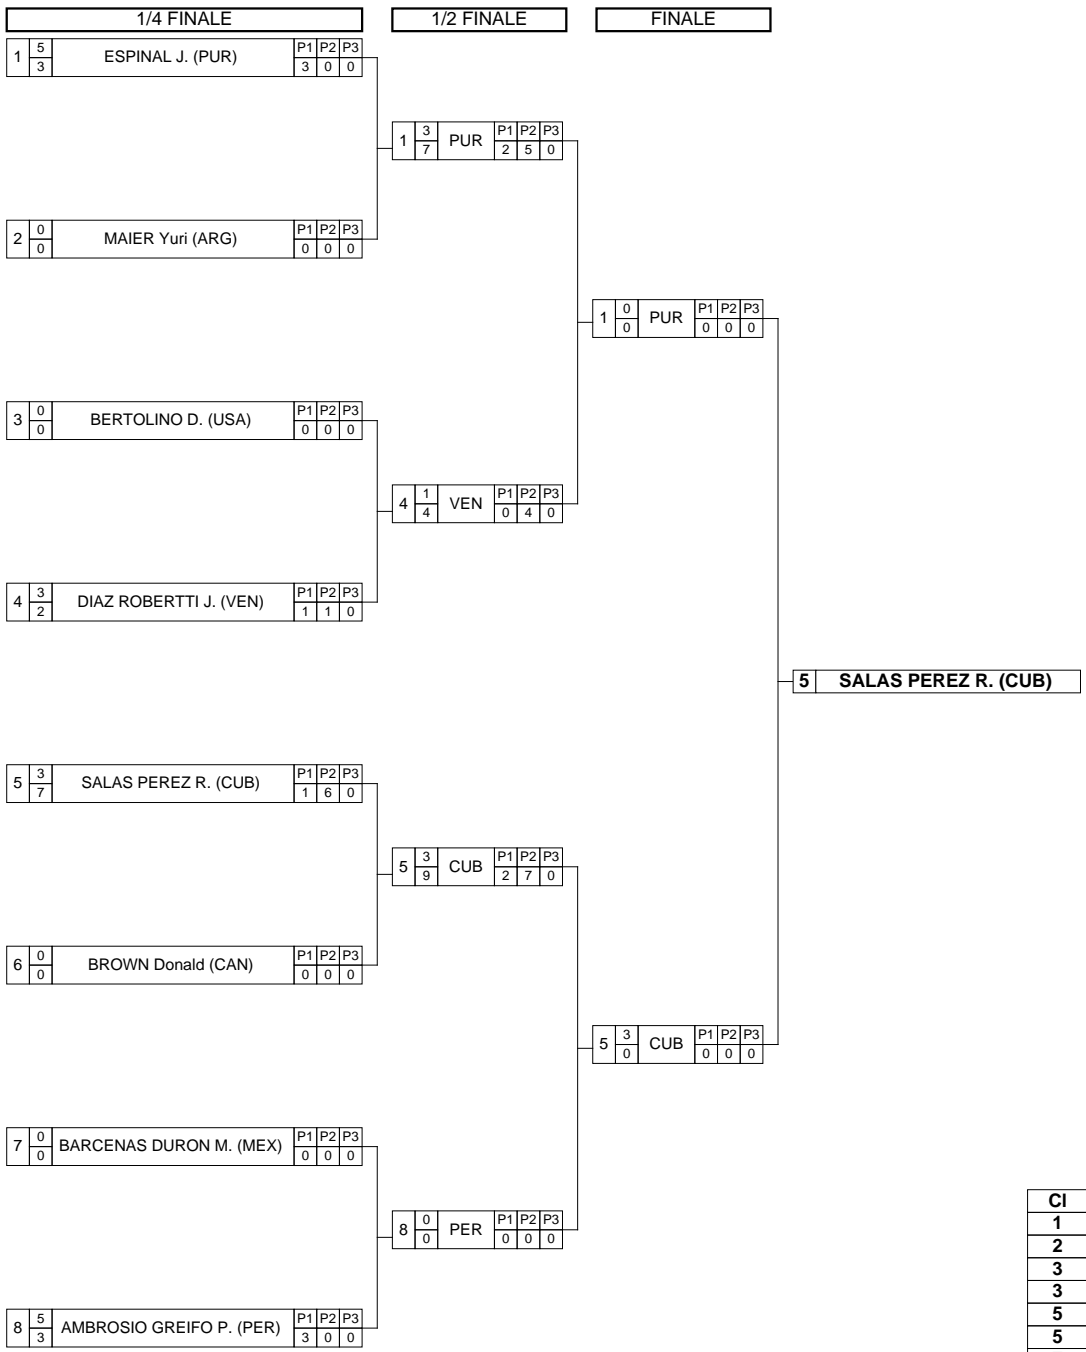 1/4 FINALE 1/2 FINALE FINALE
1 5 3 ESPINAL J. (PUR) P1 P2 P3 3 0 0
1 3 7 PUR P1 P2 P3 2 5 0
2 0 0 MAIER Yuri (ARG) P1 P2 P3 0 0 0
1 0 0 PUR P1 P2 P3 0 0 0
3 0 0 BERTOLINO D. (USA) P1 P2 P3 0 0 0
4 1 4 VEN P1 P2 P3 0 4 0
4 3 2 DIAZ ROBERTTI J. (VEN) P1 P2 P3 1 1 0
5 SALAS PEREZ R. (CUB)
5 3 7 SALAS PEREZ R. (CUB) P1 P2 P3 1 6 0
5 3 9 CUB P1 P2 P3 2 7 0
6 0 0 BROWN Donald (CAN) P1 P2 P3 0 0 0
5 3 0 CUB P1 P2 P3 0 0 0
7 0 0 BARCENAS DURON M. (MEX) P1 P2 P3 0 0 0
8 0 0 PER P1 P2 P3 0 0 0
8 5 3 AMBROSIO GREIFO P. (PER) P1 P2 P3 3 0 0
Cl
1
2
3
3
5
5